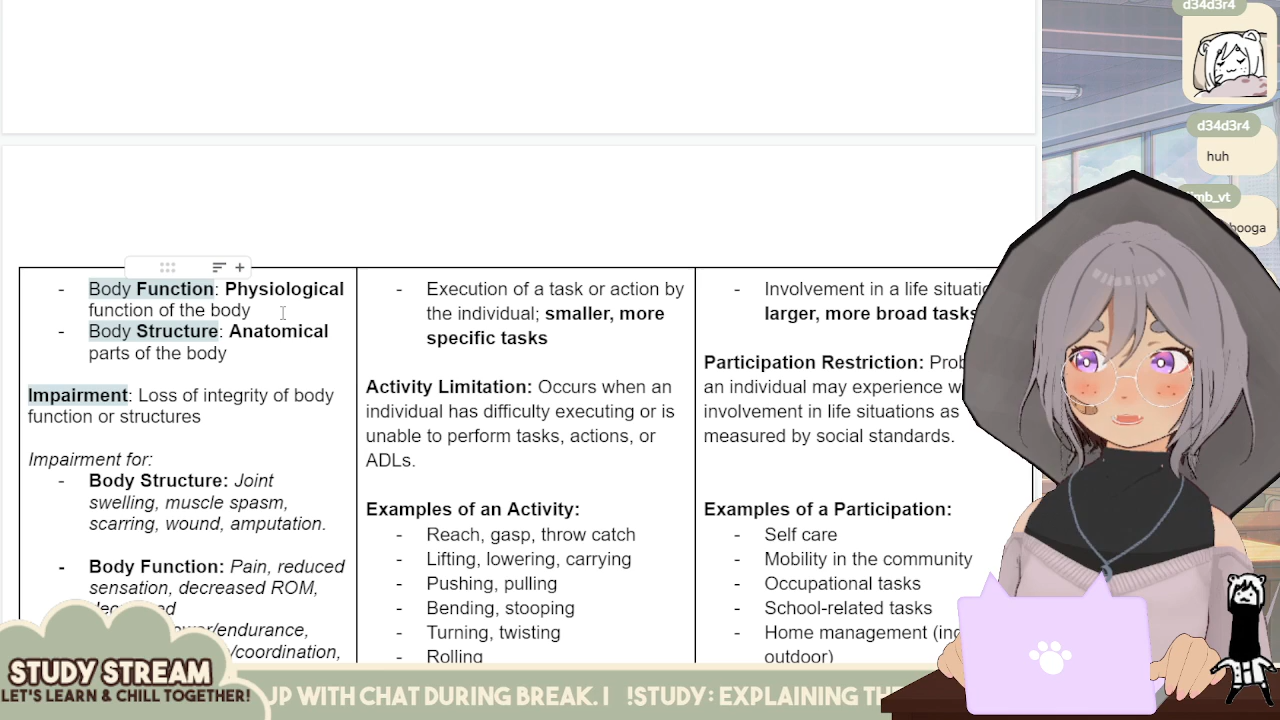 d34d3r4
d34d3r4
huh
mb_vt
booga
- Body Function: Physiological
function of the body
- Body Structure: Anatomical
parts of the body
Impairment: Loss of integrity of body
function or structures
Impairment for:
- Body Structure: Joint
swelling, muscle spasm,
scarring, wound, amputation.
- Body Function: Pain, reduced
sensation, decreased ROM,
/endurance,
/coordination,
- Execution of a task or action by
the individual; smaller, more
specific tasks
Activity Limitation: Occurs when an
individual has difficulty executing or is
unable to perform tasks, actions, or
ADLs.
Examples of an Activity:
- Reach, gasp, throw catch
- Lifting, lowering, carrying
- Pushing, pulling
- Bending, stooping
- Turning, twisting
- Rolling
- Involvement in a life situatio
larger, more broad tasks
Participation Restriction: Prob
an individual may experience w
involvement in life situations as
measured by social standards.
Examples of a Participation:
- Self care
- Mobility in the community
- Occupational tasks
- School-related tasks
- Home management (inc
outdoor)
STUDY STREAM
LET'S LEARN & CHILL TOGETHER!
UP WITH CHAT DURING BREAK. | !STUDY: EXPLAINING TH